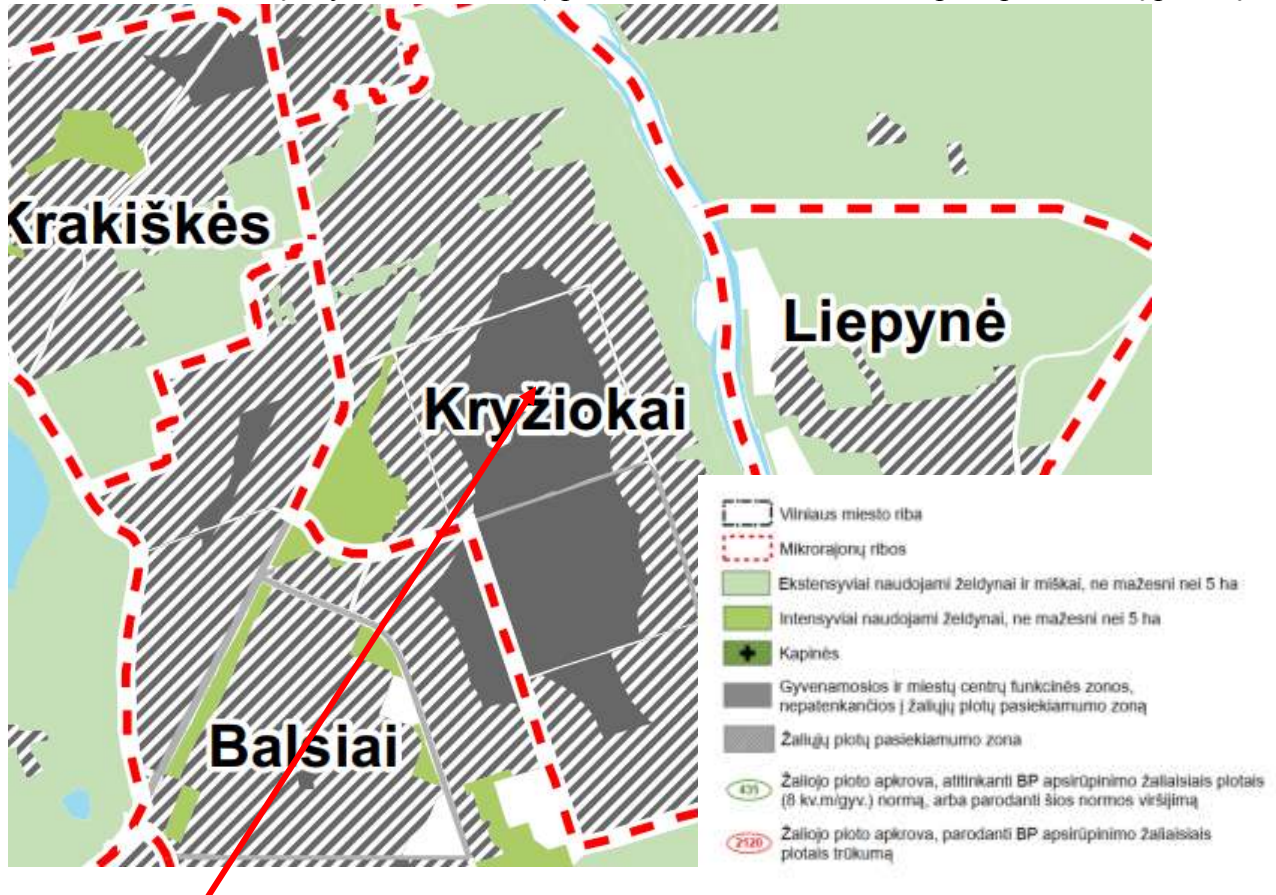 Krakiškės
Liepynė
Kryžiokai
Balsiai
Vilniaus miesto riba
Mikrorajonų ribos
Ekstensyviai naudojami želdynai ir miškai, ne mažesni nei 5 ha
Intensyviai naudojami želdynai, ne mažesni nei 5 ha
Kapinės
Gyvenamosios ir miestų centrų funkcinės zonos,
nepatenkančios į žaliųjų plotų pasiekiamumo zoną
Žaliųjų plotų pasiekiamumo zona
435
Žaliojo ploto apkrova, atitinkanti BP apsirūpinimo žaliaisiais plotais
(8 kv.m/gyv.) normą, arba parodanti šios normos viršijimą
2120
Žaliojo ploto apkrova, parodanti BP apsirūpinimo žaliaisiais
plotais trūkumą